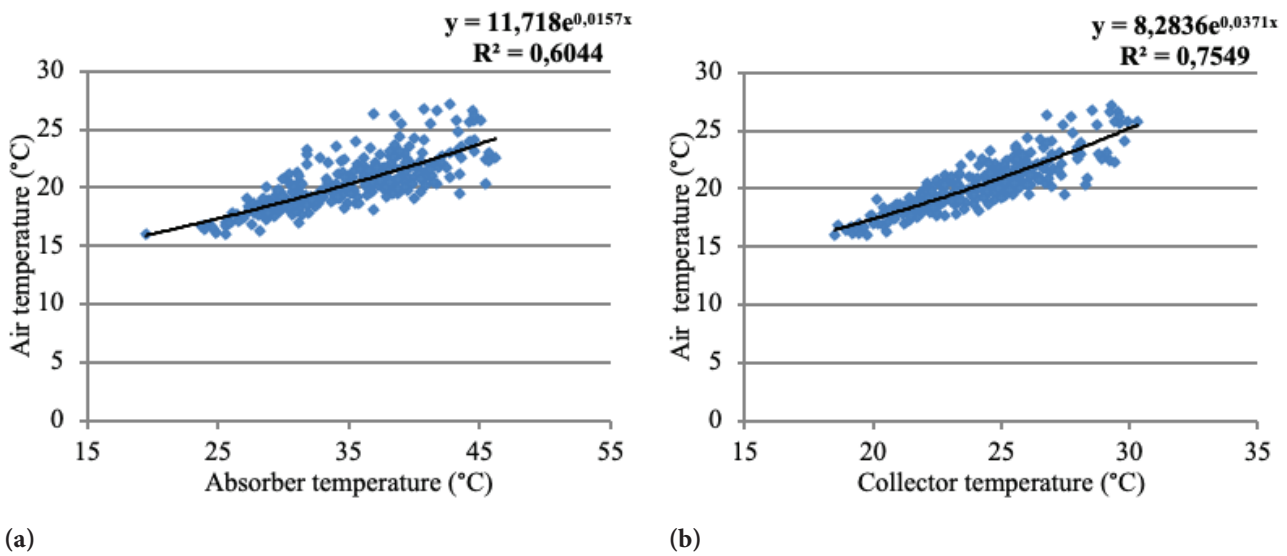 y = 11,718e^0,0157x
R² = 0,6044
30
25
20
15
10
5
0
Air temperature (°C)
15 25 35 45 55
Absorber temperature (°C)
(a)
y = 8,2836e^0,0371x
R² = 0,7549
30
25
20
15
10
5
0
Air temperature (°C)
15 20 25 30 35
Collector temperature (°C)
(b)